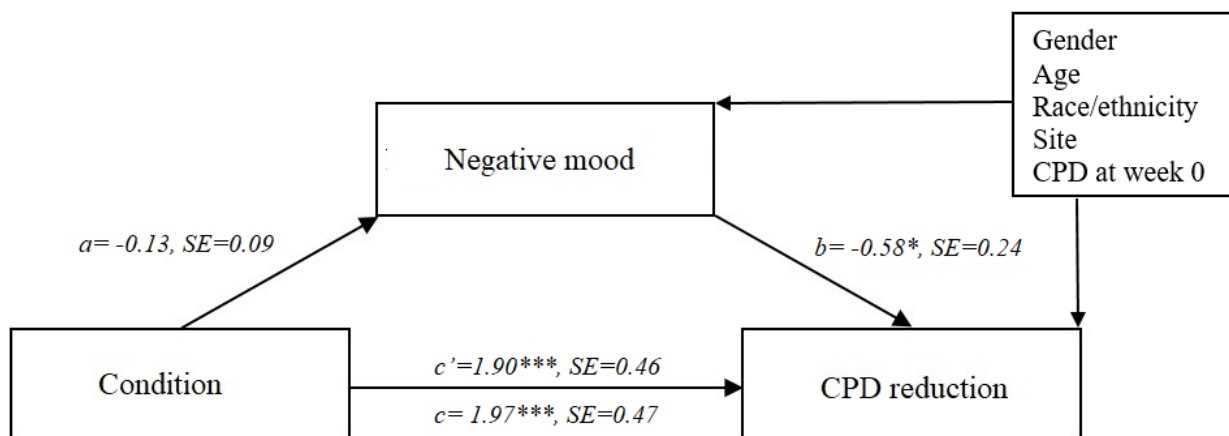 Gender
Age
Race/ethnicity
Site
CPD at week 0
Negative mood
a= -0.13, SE=0.09
b= -0.58*, SE=0.24
Condition
c’=1.90***, SE=0.46
c= 1.97***, SE=0.47
CPD reduction